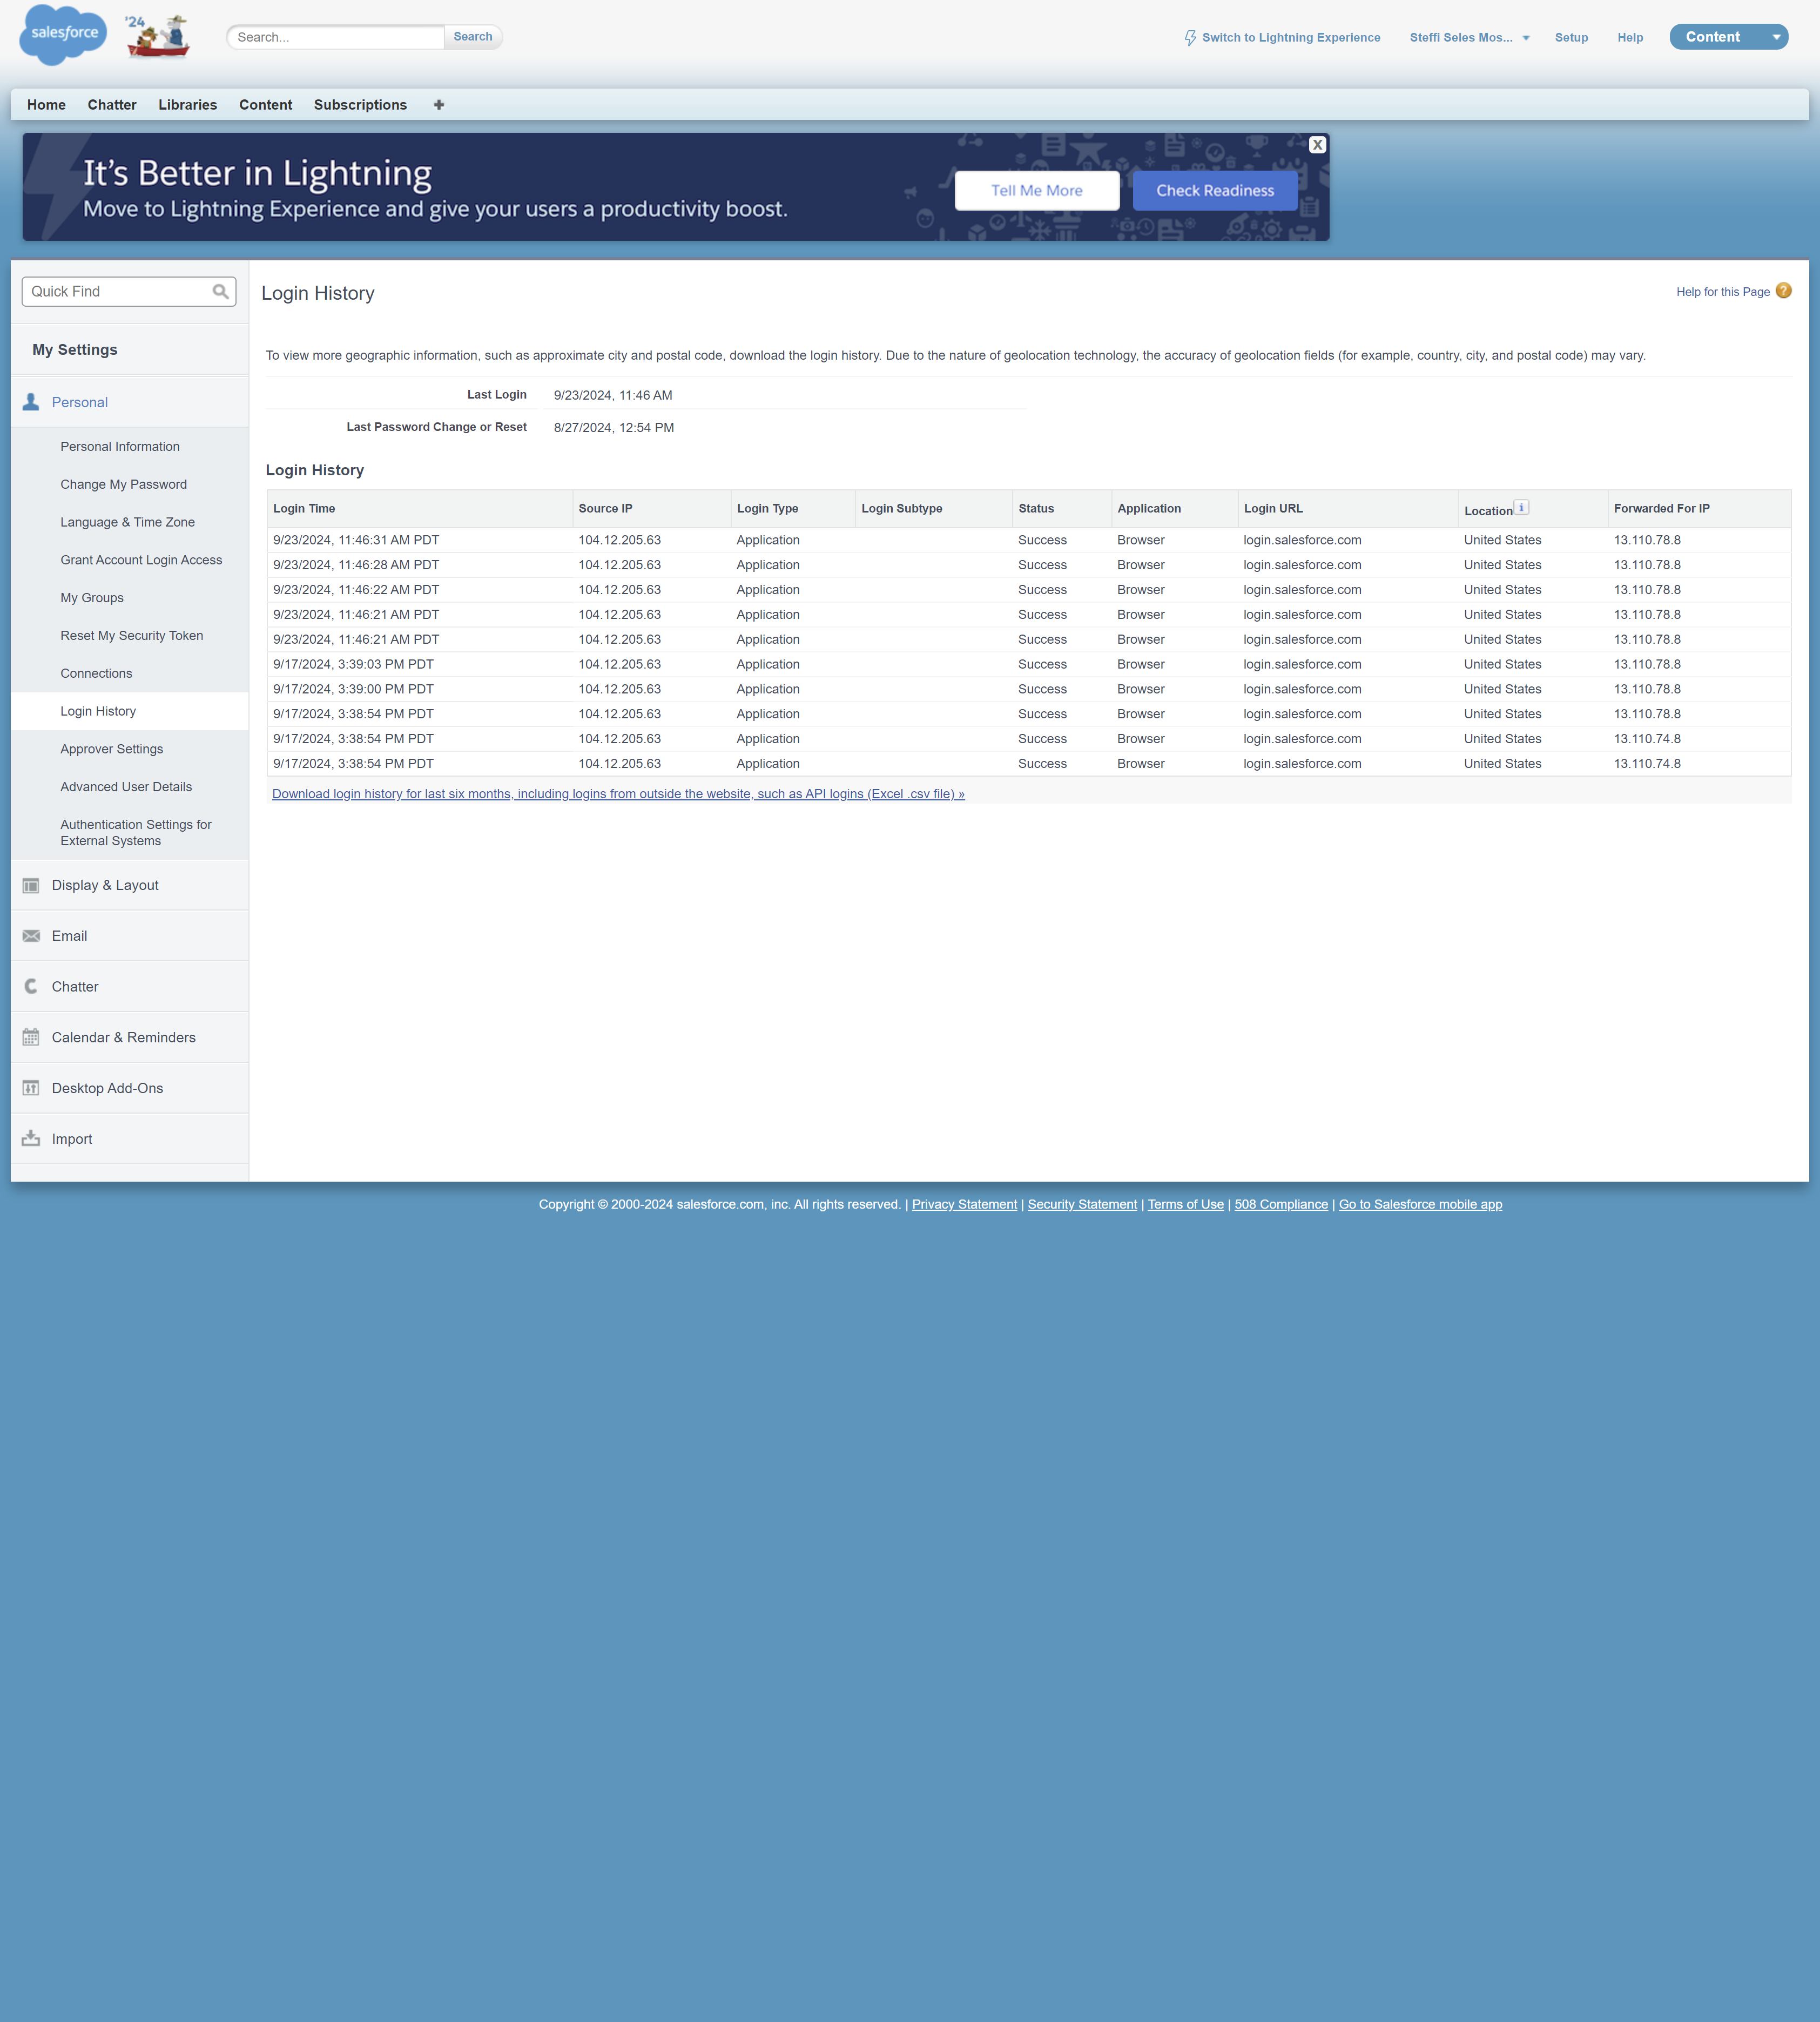 salesforce
'24
Search...
Search
Switch to Lightning Experience
Steffi Seles Mos...
Setup
Help
Content
Home
Chatter
Libraries
Content
Subscriptions
It's Better in Lightning
Move to Lightning Experience and give your users a productivity boost.
Tell Me More
Check Readiness
X
Quick Find
My Settings
Personal
Personal Information
Change My Password
Language & Time Zone
Grant Account Login Access
My Groups
Reset My Security Token
Connections
Login History
Approver Settings
Advanced User Details
Authentication Settings for
External Systems
Display & Layout
Email
Chatter
Calendar & Reminders
Desktop Add-Ons
Import
Login History
Help for this Page ?
To view more geographic information, such as approximate city and postal code, download the login history. Due to the nature of geolocation technology, the accuracy of geolocation fields (for example, country, city, and postal code) may vary.
Last Login 9/23/2024, 11:46 AM
Last Password Change or Reset 8/27/2024, 12:54 PM
Login History
Login Time Source IP Login Type Login Subtype Status Application Login URL Location i Forwarded For IP
9/23/2024, 11:46:31 AM PDT 104.12.205.63 Application Success Browser login.salesforce.com United States 13.110.78.8
9/23/2024, 11:46:28 AM PDT 104.12.205.63 Application Success Browser login.salesforce.com United States 13.110.78.8
9/23/2024, 11:46:22 AM PDT 104.12.205.63 Application Success Browser login.salesforce.com United States 13.110.78.8
9/23/2024, 11:46:21 AM PDT 104.12.205.63 Application Success Browser login.salesforce.com United States 13.110.78.8
9/23/2024, 11:46:21 AM PDT 104.12.205.63 Application Success Browser login.salesforce.com United States 13.110.78.8
9/17/2024, 3:39:03 PM PDT 104.12.205.63 Application Success Browser login.salesforce.com United States 13.110.78.8
9/17/2024, 3:39:00 PM PDT 104.12.205.63 Application Success Browser login.salesforce.com United States 13.110.78.8
9/17/2024, 3:38:54 PM PDT 104.12.205.63 Application Success Browser login.salesforce.com United States 13.110.78.8
9/17/2024, 3:38:54 PM PDT 104.12.205.63 Application Success Browser login.salesforce.com United States 13.110.74.8
9/17/2024, 3:38:54 PM PDT 104.12.205.63 Application Success Browser login.salesforce.com United States 13.110.74.8
Download login history for last six months, including logins from outside the website, such as API logins (Excel .csv file) »
Copyright © 2000-2024 salesforce.com, inc. All rights reserved. | Privacy Statement | Security Statement | Terms of Use | 508 Compliance | Go to Salesforce mobile app